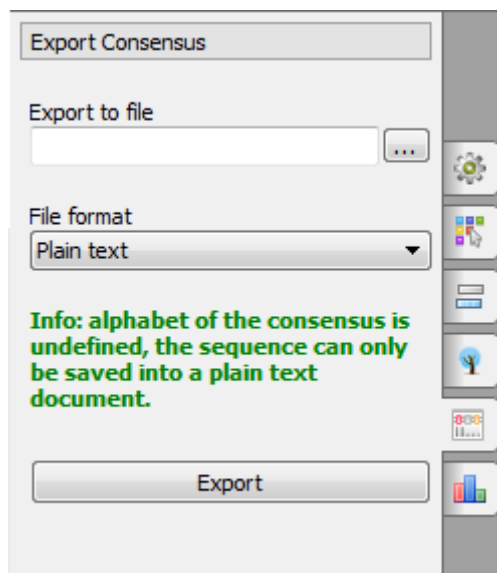 Export Consensus
Export to file
...
File format
Plain text
Info: alphabet of the consensus is
undefined, the sequence can only
be saved into a plain text
document.
Export